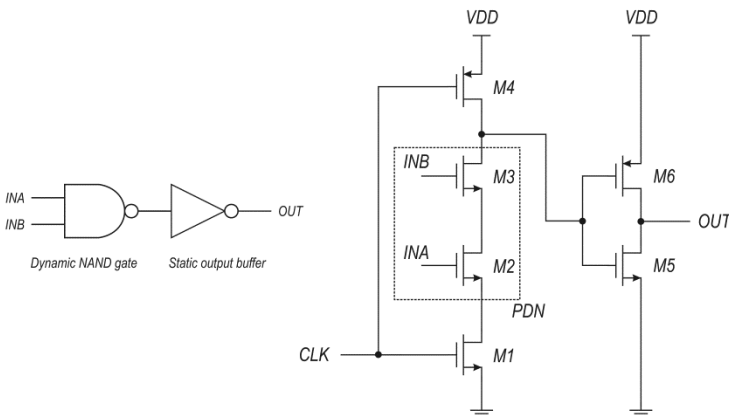 VDD
VDD
M4
INB
M3
M6
INA
INB
OUT
OUT
Dynamic NAND gate
Static output buffer
INA
M2
M5
PDN
CLK
M1